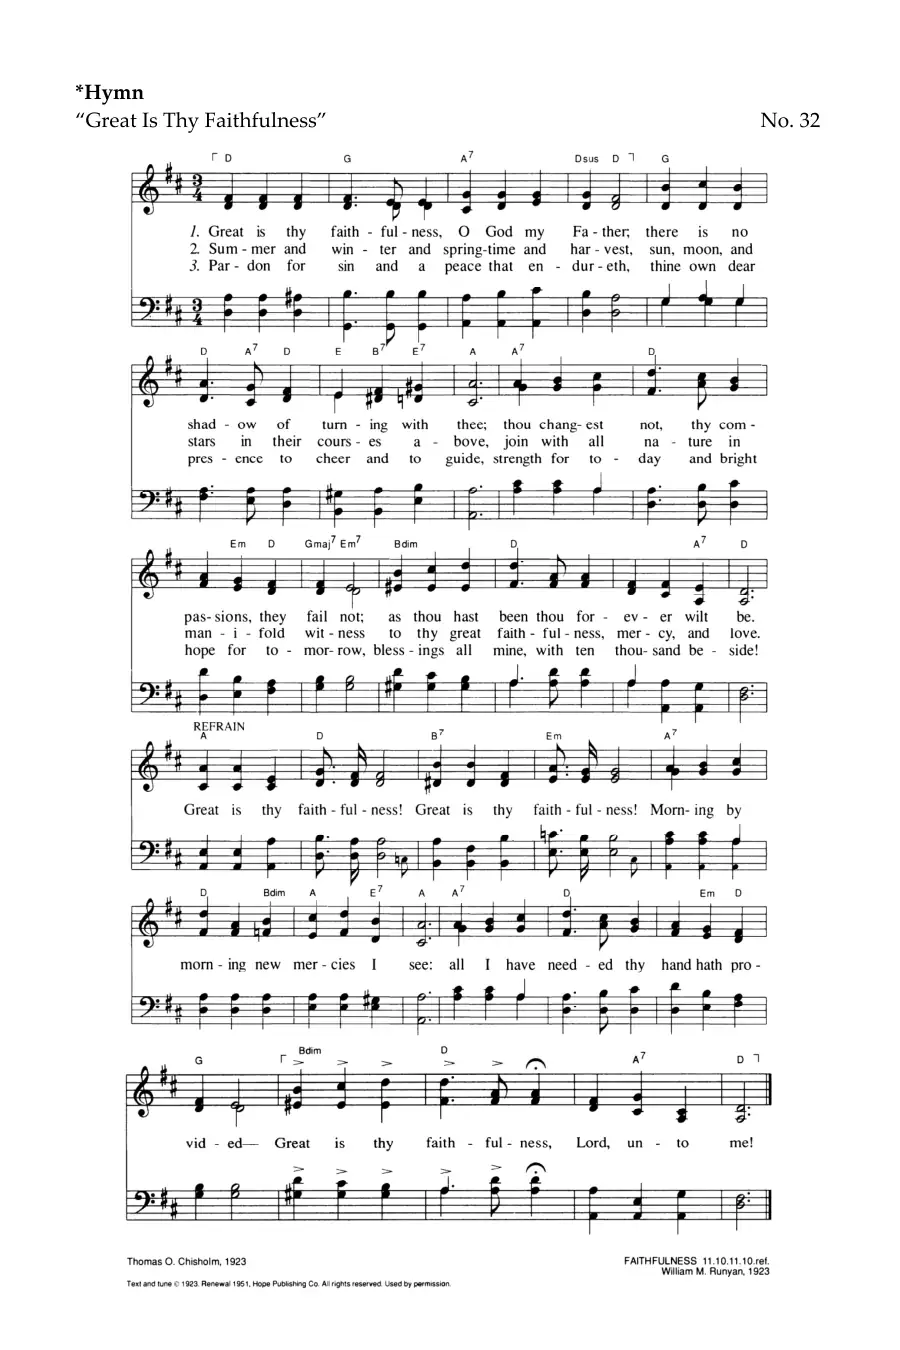 *Hymn
“Great Is Thy Faithfulness” No. 32
D G A7 Dsus D G
1. Great is thy faith - ful - ness, O God my Fa - ther; there is no
2. Sum - mer and win - ter and spring-time and har - vest, sun, moon, and
3. Par - don for sin and a peace that en - dur - eth, thine own dear
D A7 D E B7 E7 A A7 D
shad - ow of turn - ing with thee; thou chang- est not, thy com -
stars in their cours - es a - bove, join with all na - ture in
pres - ence to cheer and to guide, strength for to - day and bright
Em D Gmaj7 Em7 Bdim D A7 D
pas- sions, they fail not; as thou hast been thou for - ev - er wilt be.
man - i - fold wit - ness to thy great faith - ful - ness, mer - cy, and love.
hope for to - mor- row, bless - ings all mine, with ten thou- sand be - side!
REFRAIN
A D B7 Em A7
Great is thy faith - ful - ness! Great is thy faith - ful - ness! Morn- ing by
D Bdim A E7 A A7 D Em D
morn - ing new mer - cies I see: all I have need - ed thy hand hath pro -
G Bdim D A7 D
vid - ed— Great is thy faith - ful - ness, Lord, un - to me!
Thomas O. Chisholm, 1923 FAITHFULNESS 11.10.11.10.ref.
William M. Runyan, 1923
Text and tune © 1923. Renewal 1951, Hope Publishing Co. All rights reserved. Used by permission.